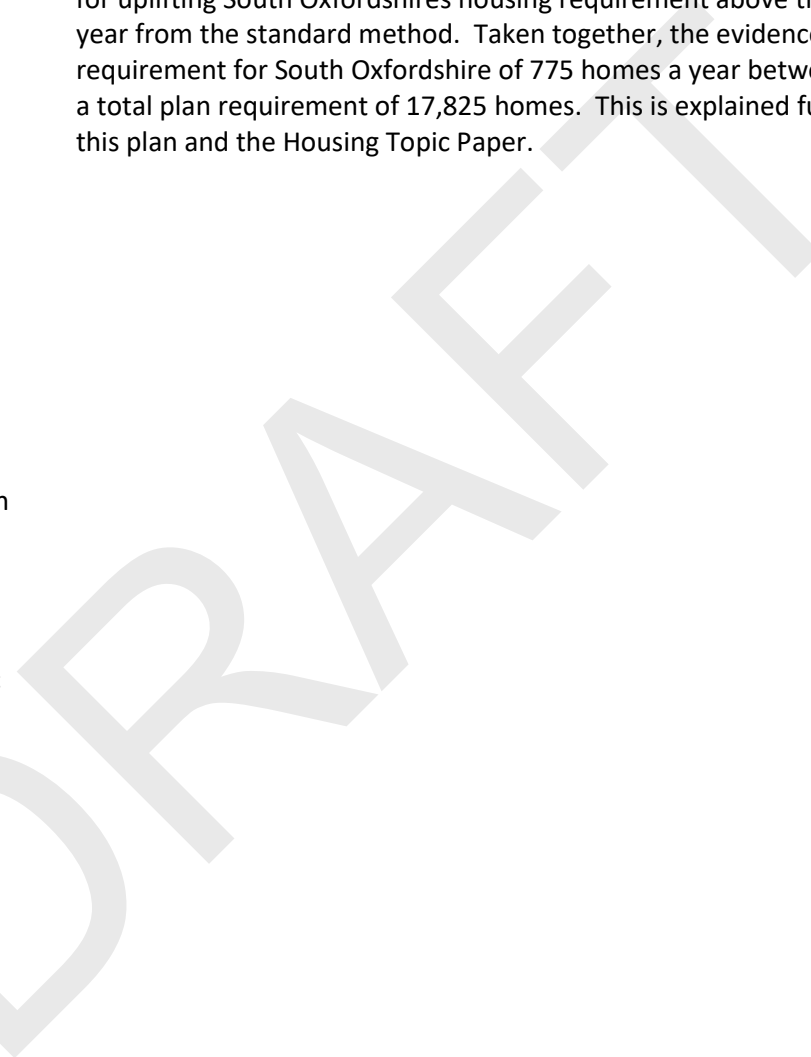 for uplifting South Oxfordshires housing requirement above th
year from the standard method.  Taken together, the evidence
requirement for South Oxfordshire of 775 homes a year betwe
a total plan requirement of 17,825 homes.  This is explained fu
this plan and the Housing Topic Paper.
n
DRAFT